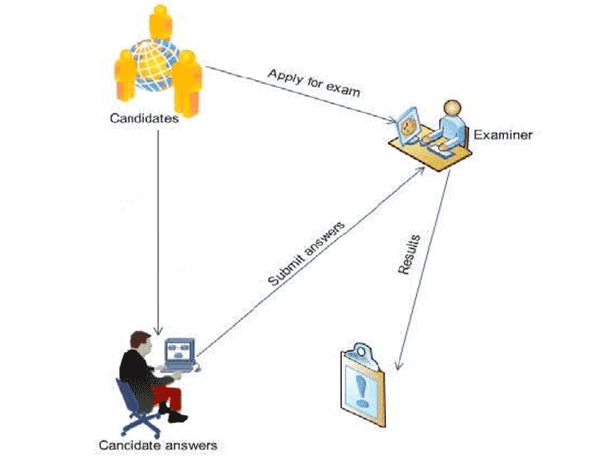 Apply for exam
Candidates
Examiner
Submit answers
Results
Cancidate answers